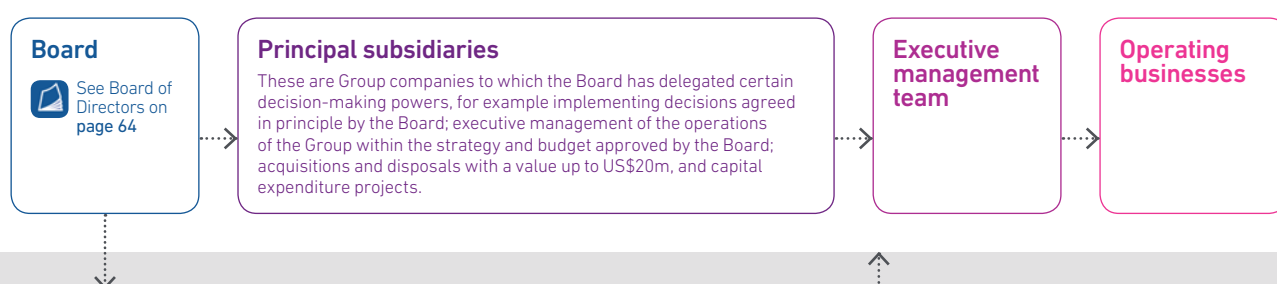 Board
See Board of
Directors on
page 64
Principal subsidiaries
These are Group companies to which the Board has delegated certain
decision-making powers, for example implementing decisions agreed
in principle by the Board; executive management of the operations
of the Group within the strategy and budget approved by the Board;
acquisitions and disposals with a value up to US$20m, and capital
expenditure projects.
Executive
management
team
Operating
businesses